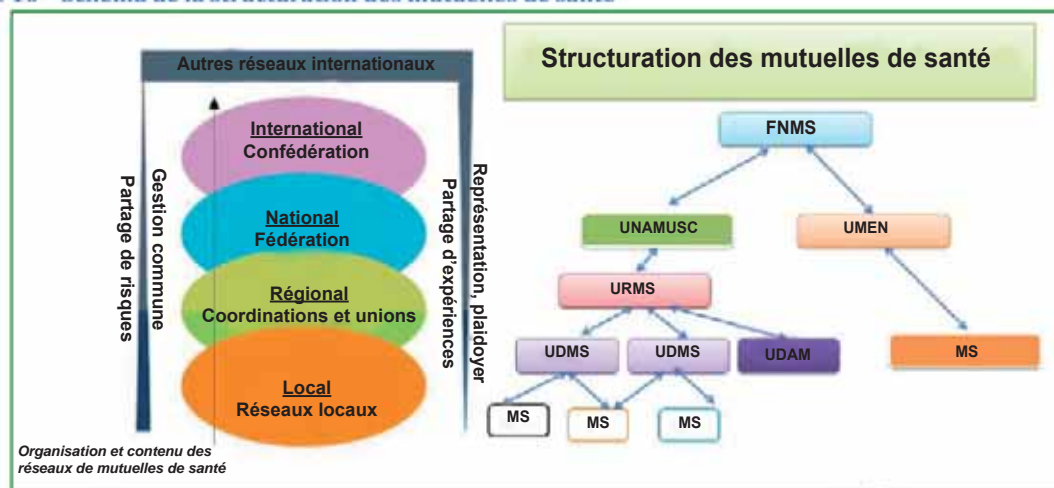 Autres réseaux internationaux
International
Confédération
National
Fédération
Régional
Coordinations et unions
Local
Réseaux locaux
Gestion commune
Partage de risques
Représentation, plaidoyer
Partage d'expériences
Organisation et contenu des
réseaux de mutuelles de santé
Structuration des mutuelles de santé
FNMS
UNAMUSC
UMEN
URMS
UDMS
UDMS
UDAM
MS
MS
MS
MS